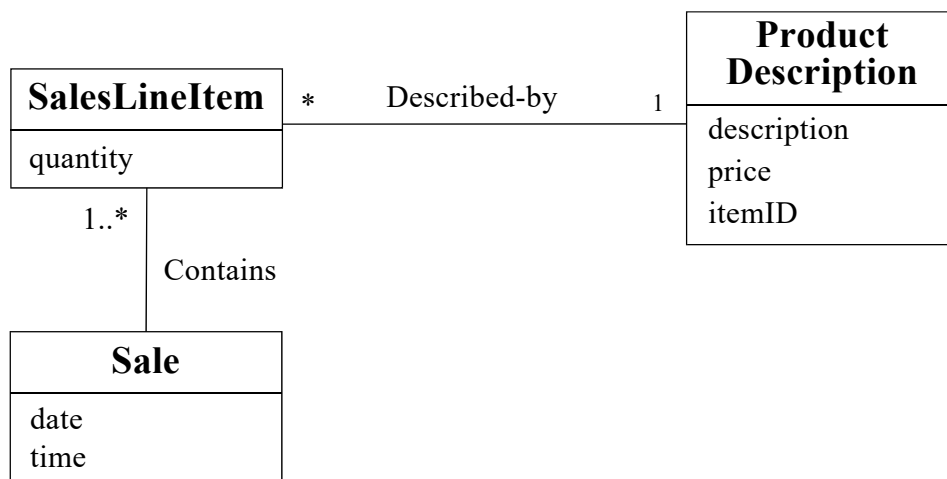 Product
Description
SalesLineItem
* Described-by 1
quantity
description
price
itemID
1..*
Contains
Sale
date
time